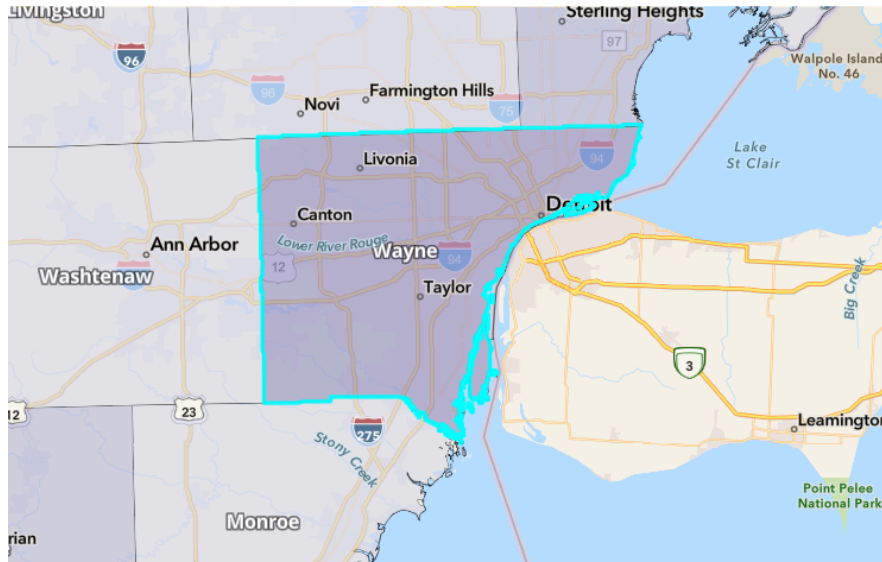 Livingston
Sterling Heights
97
96
Walpole Island
No. 46
96
Farmington Hills
75
Novi
Lake
St Clair
94
Livonia
Detroit
Canton
Ann Arbor
Lower River Rouge
Wayne
94
12
Washtenaw
Taylor
Big Creek
3
12
23
275
Leamington
Stony Creek
Point Pelee
National Park
Monroe
rian